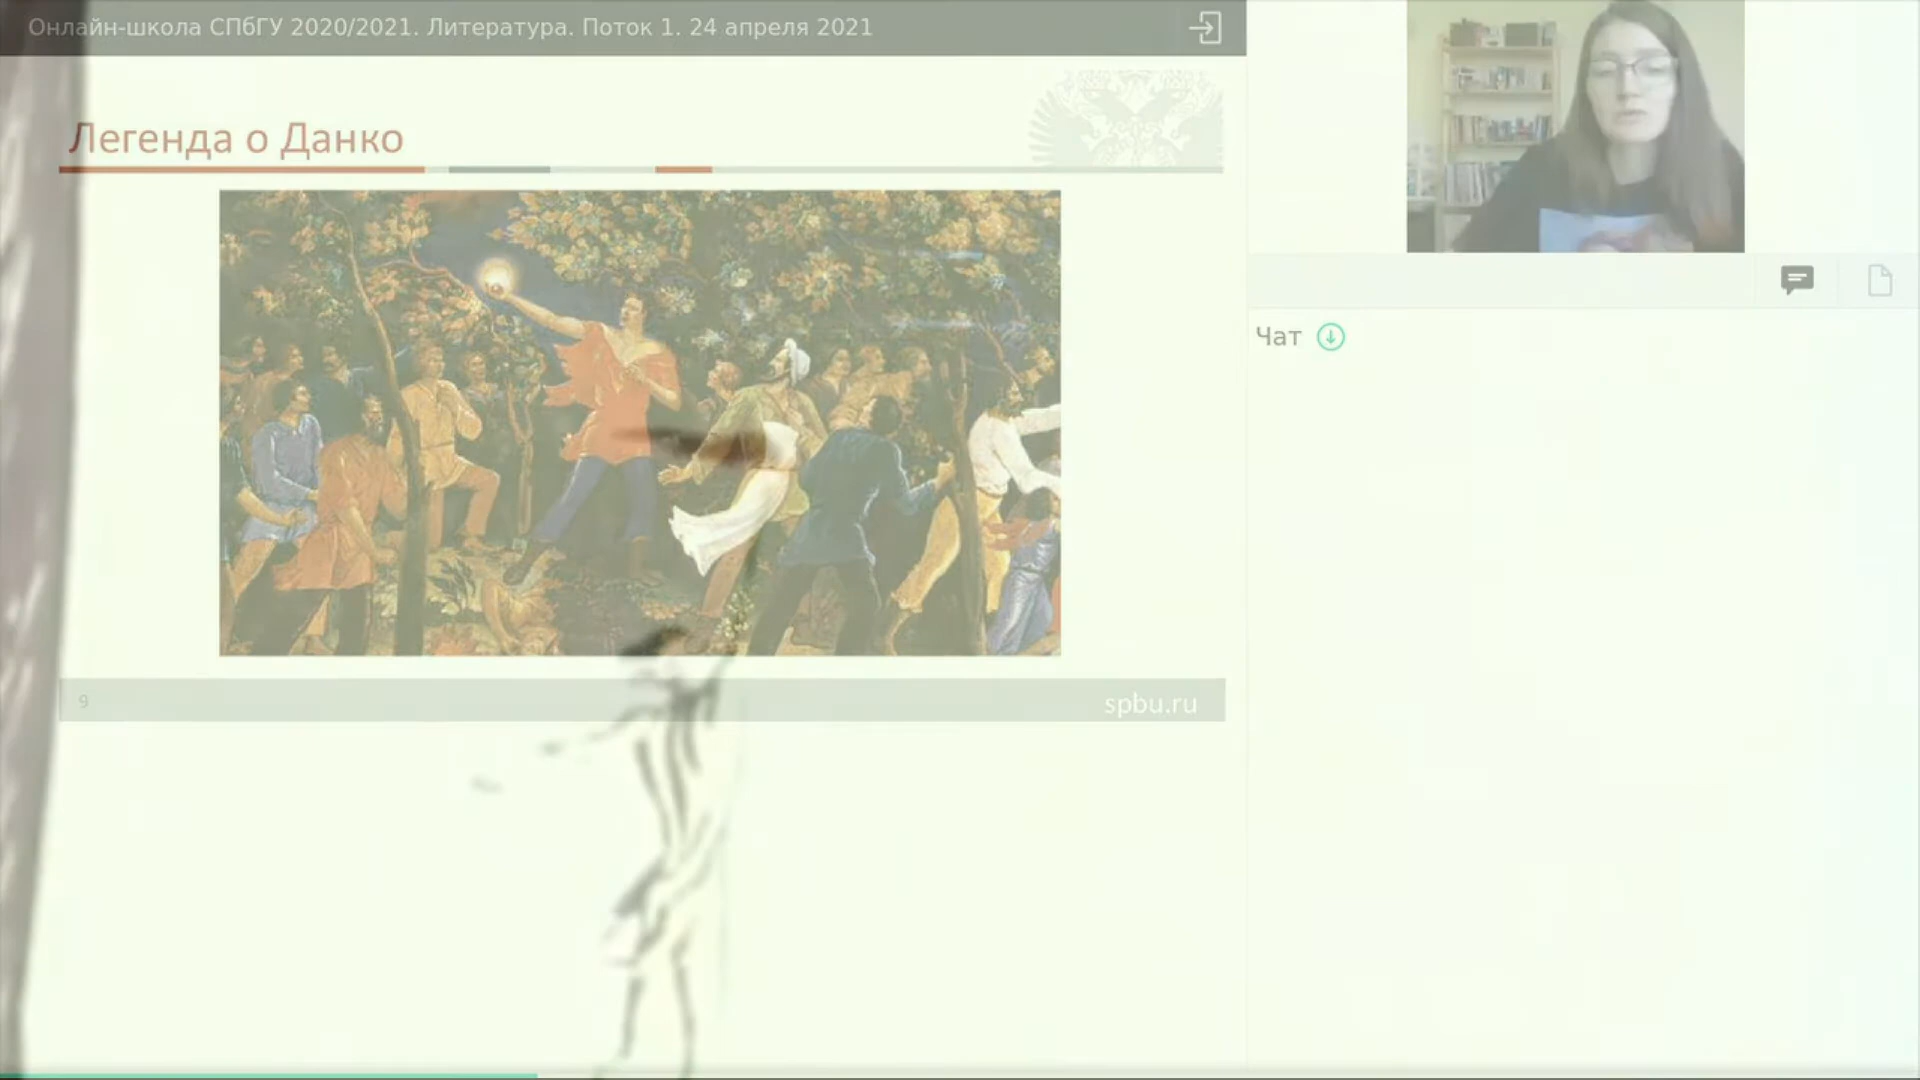 Онлайн-школа СПбГУ 2020/2021. Литература. Поток 1. 24 апреля 2021
Легенда о Данко
9
spbu.ru
Чат